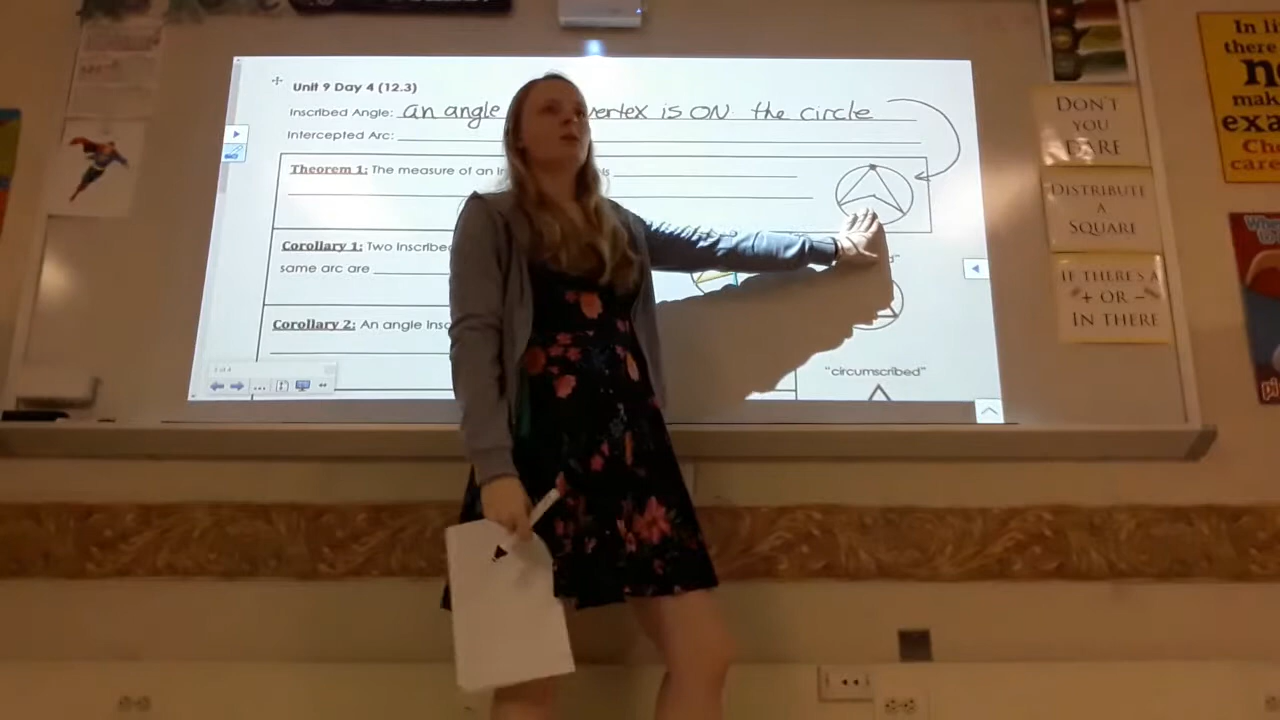 Unit 9 Day 4 (12.3)
Inscribed Angle: an angle vertex is ON the circle
Intercepted Arc:
Theorem 1: The measure of an is
Corollary 1: Two
same arc are
Corollary 2: An angle
"circumscribed"
DON'T
YOU
DARE
DISTRIBUTE
A
SQUARE
IF THERE'S A
+ OR -
IN THERE
In
there